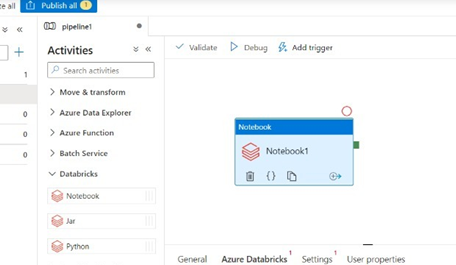 te all
Publish all
1
pipeline1
Activities
Validate
Debug
Add trigger
1
Search activities
Move & transform
0
Azure Data Explorer
0
Azure Function
0
Batch Service
Databricks
Notebook
Jar
Python
Notebook
Notebook1
General
Azure Databricks 1
Settings 1
User properties